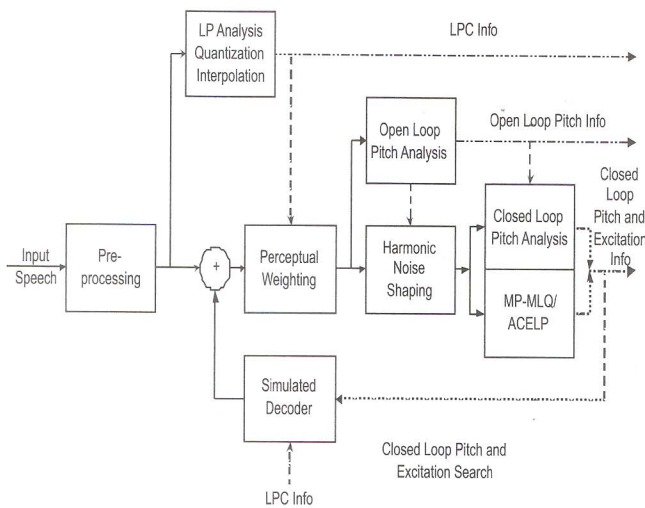 LP Analysis
Quantization
Interpolation
LPC Info
Open Loop
Pitch Analysis
Open Loop Pitch Info
Closed
Loop
Pitch and
Excitation
Info
Closed Loop
Pitch Analysis
Input
Speech
Pre-
processing
+
Perceptual
Weighting
Harmonic
Noise
Shaping
MP-MLQ/
ACELP
Simulated
Decoder
Closed Loop Pitch and
Excitation Search
LPC Info